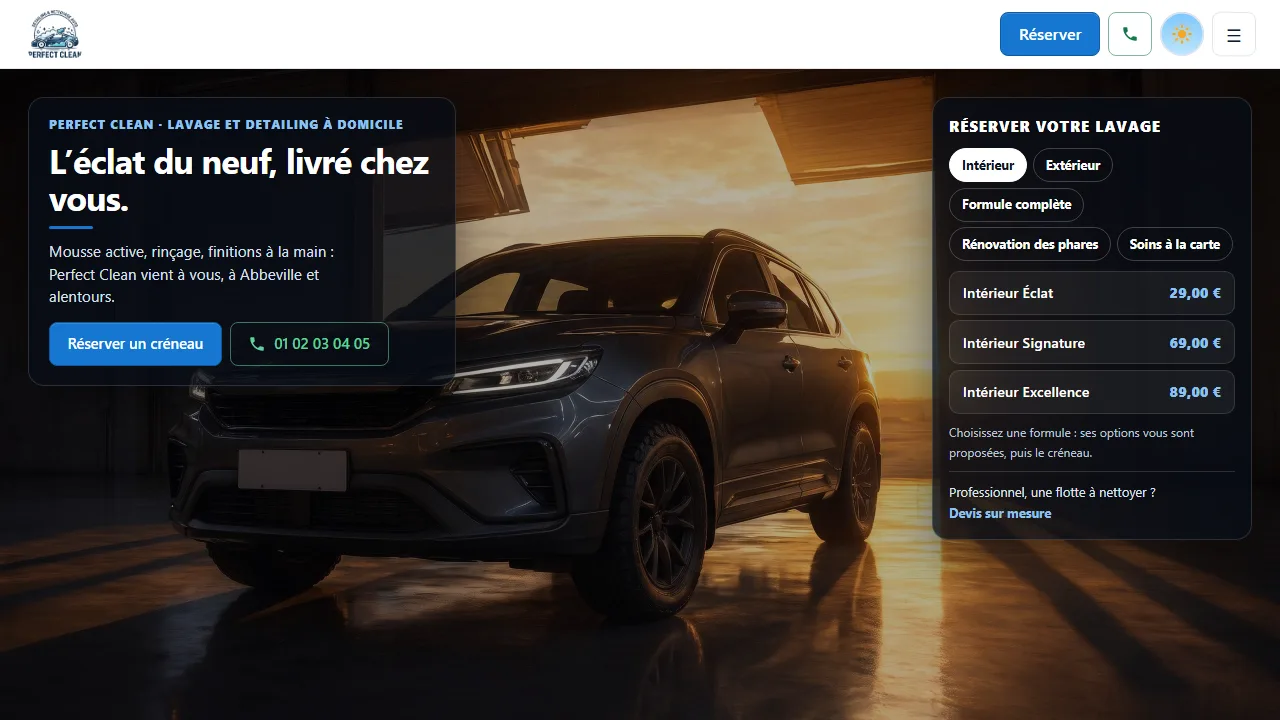 DETAILING & NETTOYAGE AUTO
PERFECT CLEAN
Réserver
PERFECT CLEAN - LAVAGE ET DETAILING À DOMICILE
L’éclat du neuf, livré chez
vous.
Mousse active, rinçage, finitions à la main :
Perfect Clean vient à vous, à Abbeville et
alentours.
Réserver un créneau
01 02 03 04 05
RÉSERVER VOTRE LAVAGE
Intérieur
Extérieur
Formule complète
Rénovation des phares
Soins à la carte
Intérieur Éclat 29,00 €
Intérieur Signature 69,00 €
Intérieur Excellence 89,00 €
Choisissez une formule : ses options vous sont
proposées, puis le créneau.
Professionnel, une flotte à nettoyer ?
Devis sur mesure